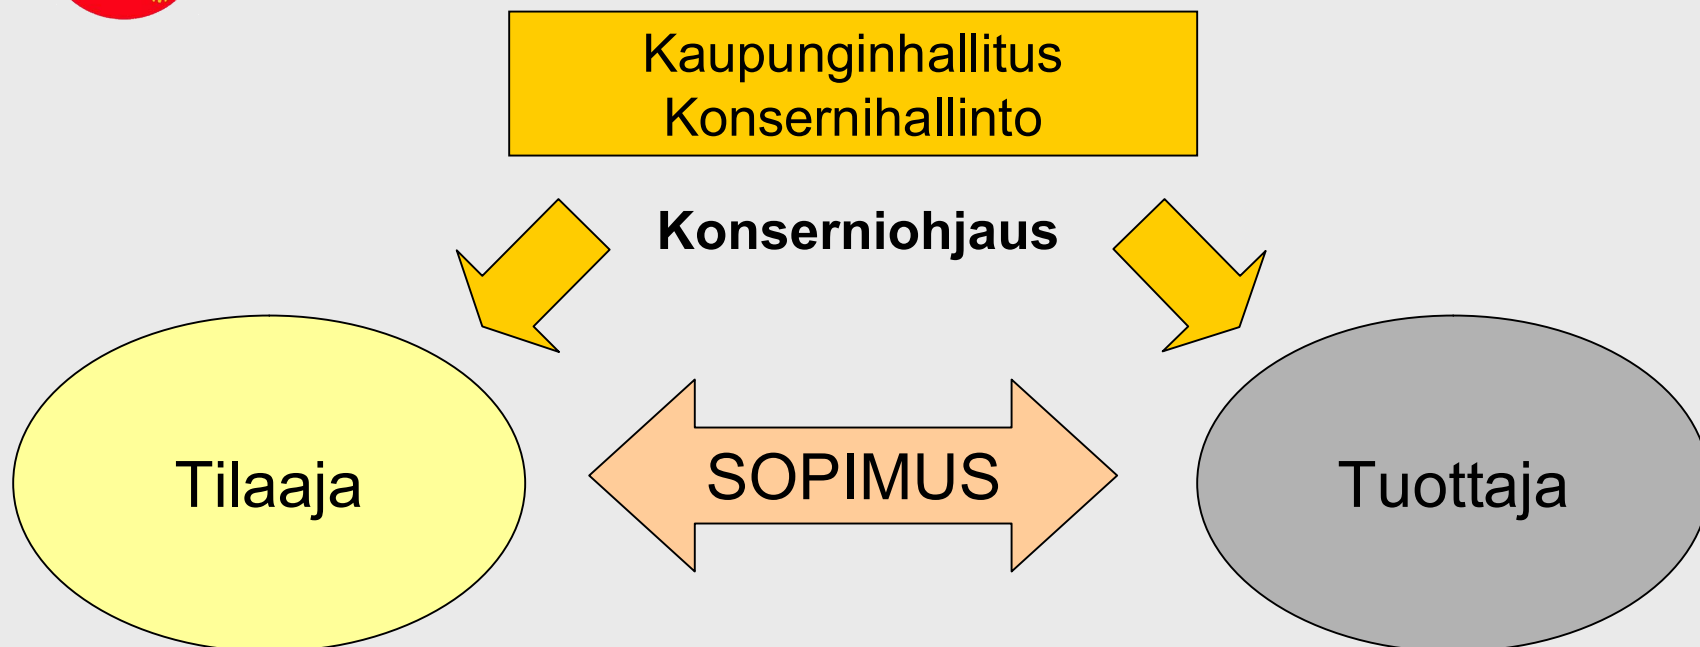 Kaupunginhallitus
Konsernihallinto
Konserniohjaus
Tilaaja
SOPIMUS
Tuottaja